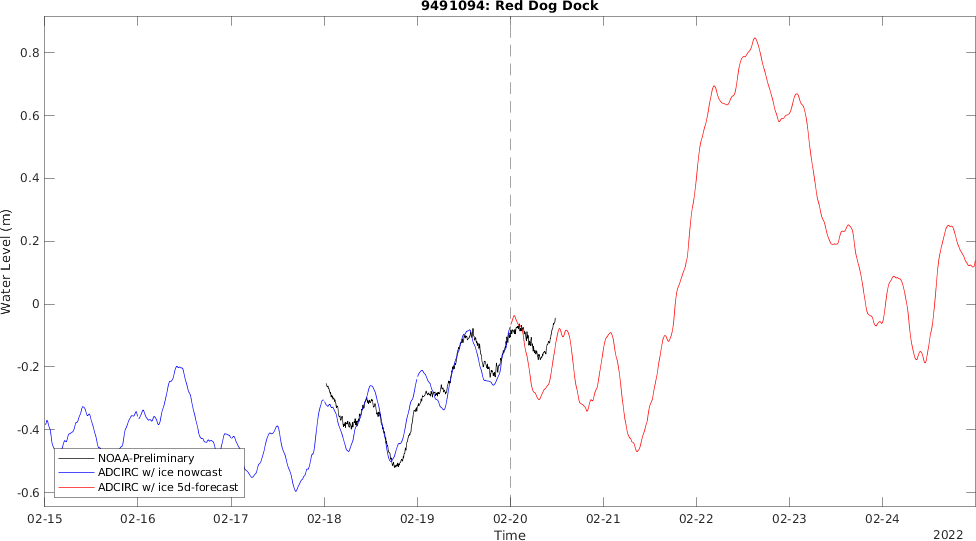 9491094: Red Dog Dock
0.8
0.6
0.4
0.2
0
-0.2
-0.4
-0.6
Water Level (m)
NOAA-Preliminary
ADCIRC w/ ice nowcast
ADCIRC w/ ice 5d-forecast
02-15 02-16 02-17 02-18 02-19 02-20 02-21 02-22 02-23 02-24
Time
2022